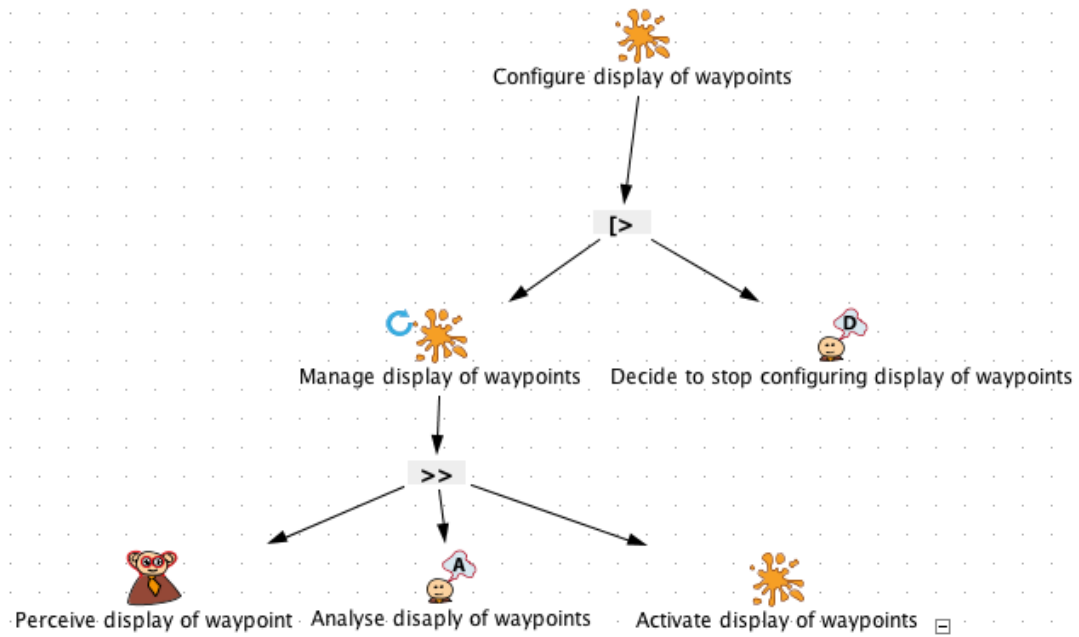 Configure display of waypoints
[>
D
Manage display of waypoints
Decide to stop configuring display of waypoints
>>
A
Perceive display of waypoint
Analyse disaply of waypoints
Activate display of waypoints